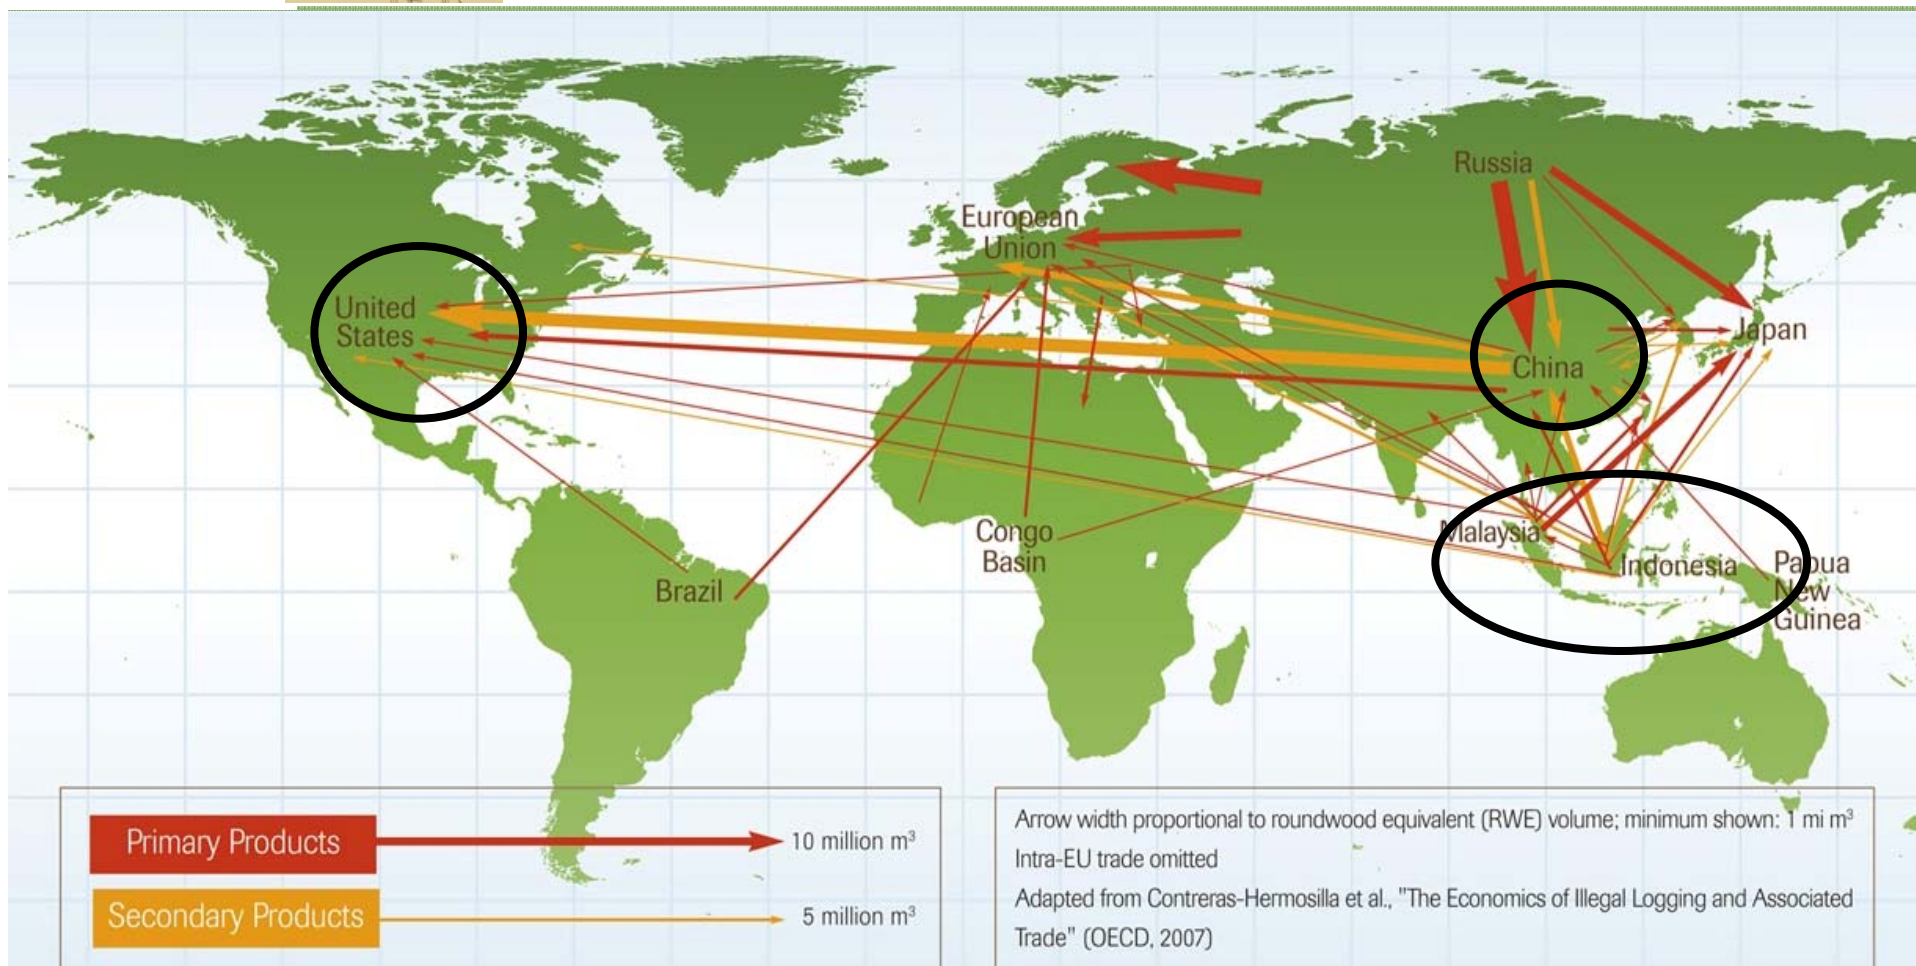 Russia
European
Union
United
States
Japan
China
Malaysia
Congo
Basin
Indonesia
Papua
New
Guinea
Brazil
Primary Products
10 million m³
Secondary Products
5 million m³
Arrow width proportional to roundwood equivalent (RWE) volume; minimum shown: 1 mi m³
Intra-EU trade omitted
Adapted from Contreras-Hermosilla et al., "The Economics of Illegal Logging and Associated
Trade" (OECD, 2007)